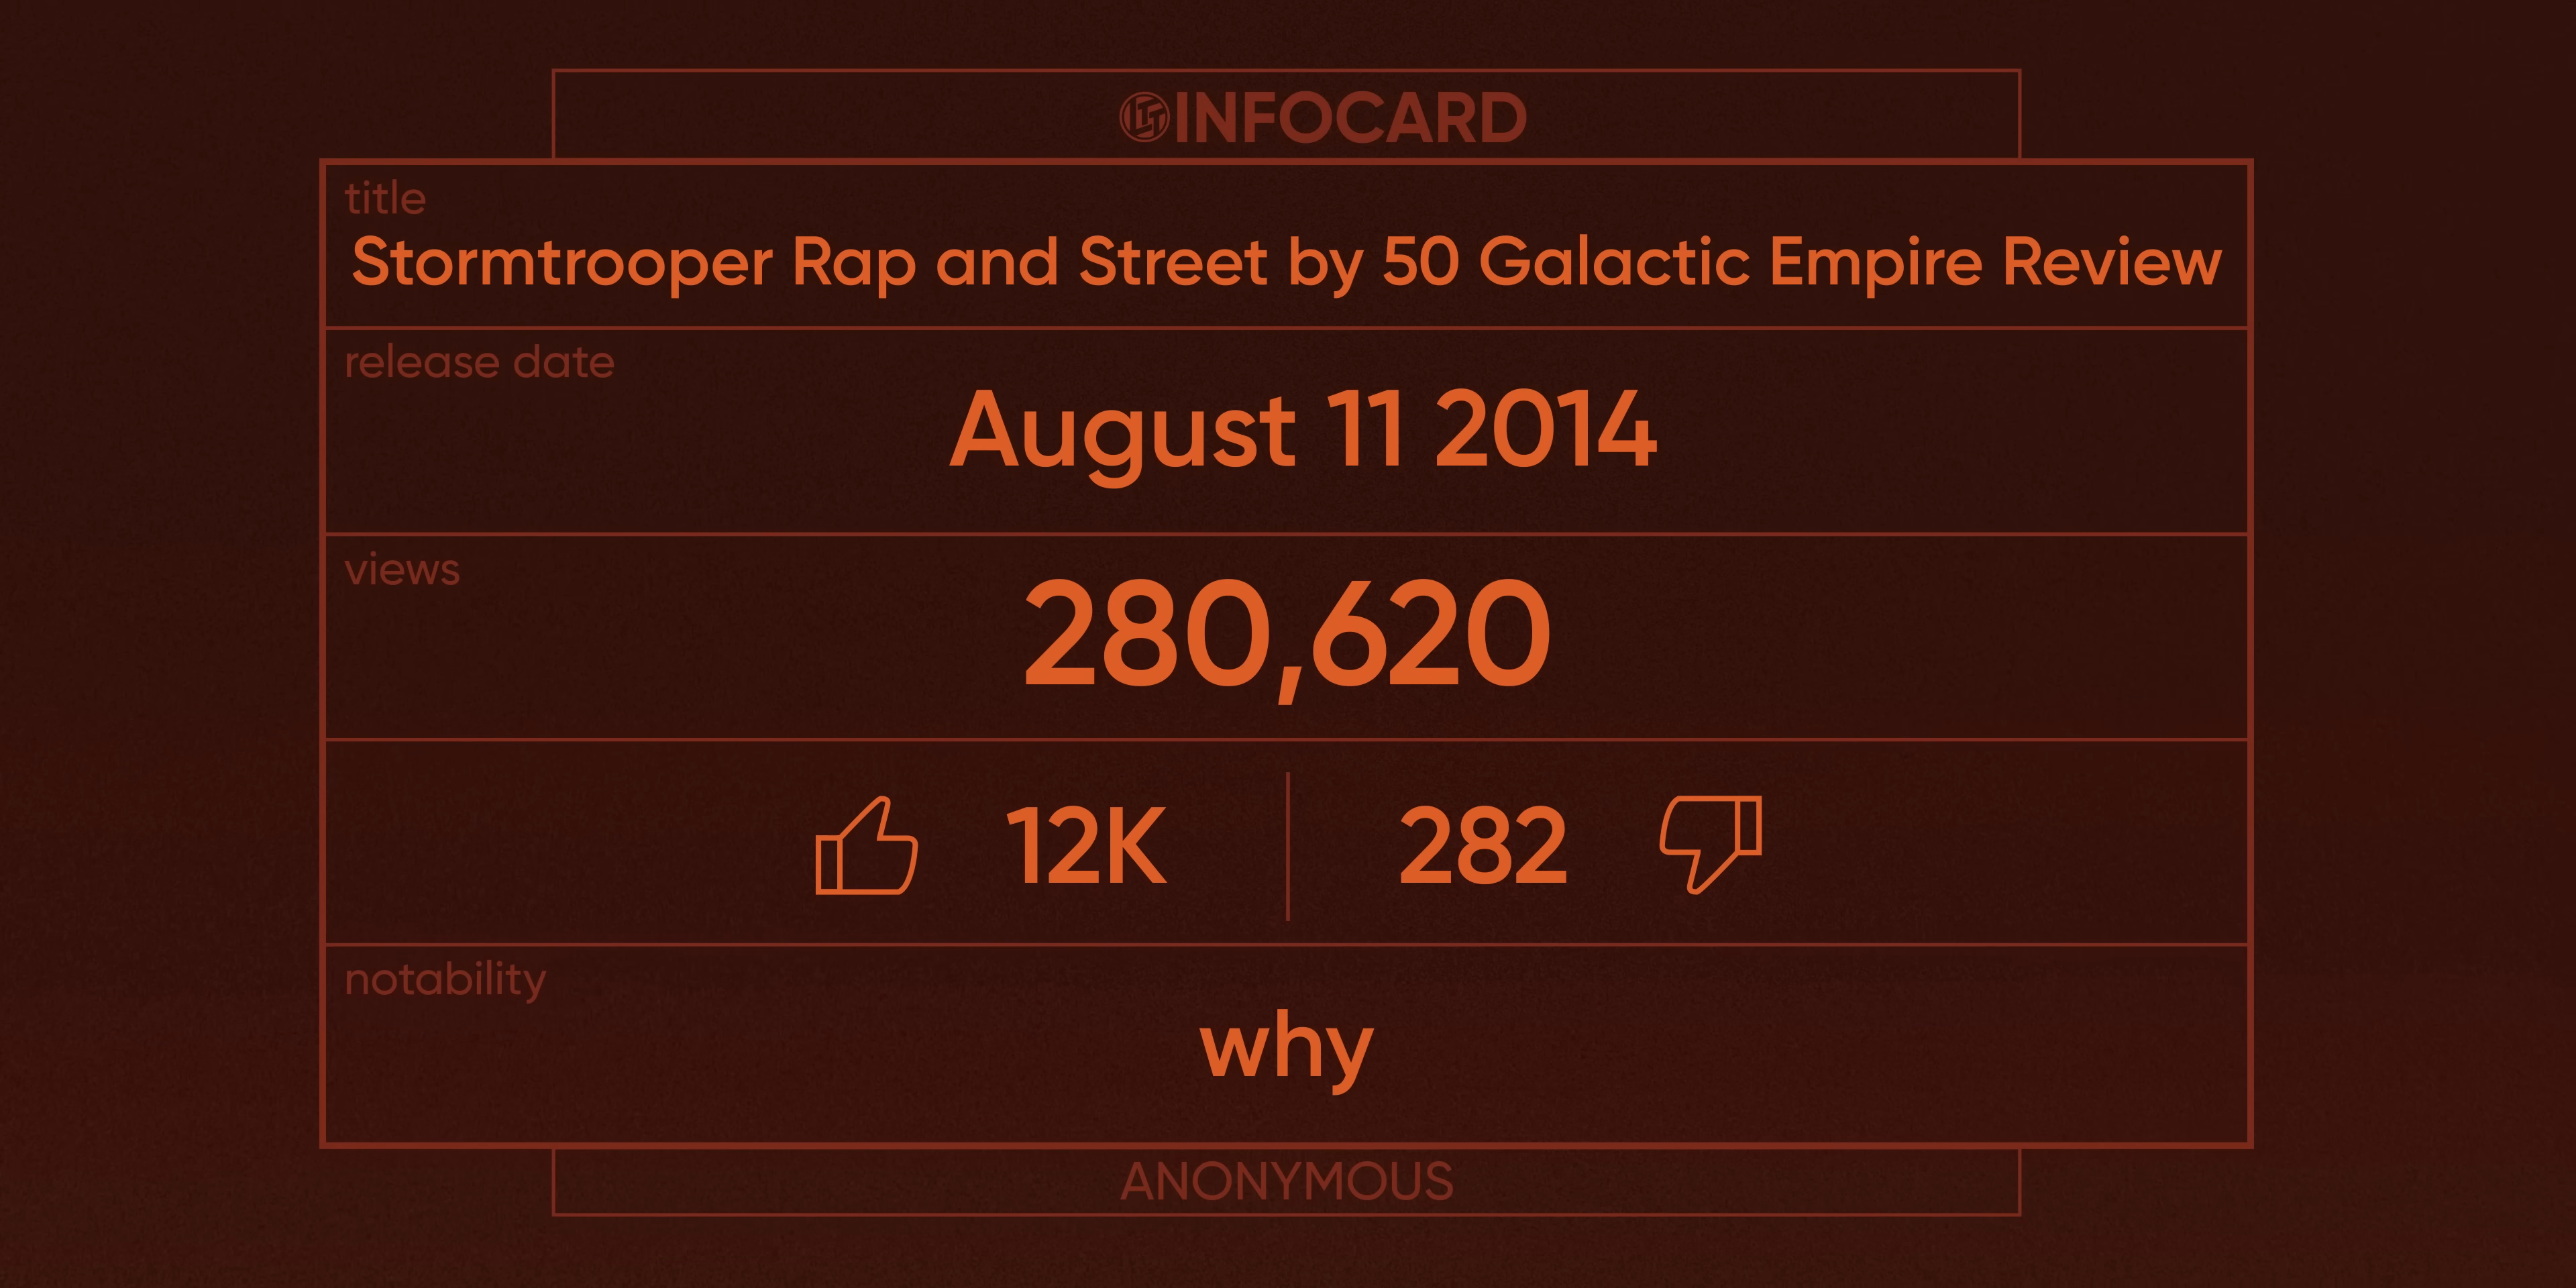 INFOCARD
title
Stormtrooper Rap and Street by 50 Galactic Empire Review
release date
August 11 2014
views
280,620
12K
282
notability
why
ANONYMOUS